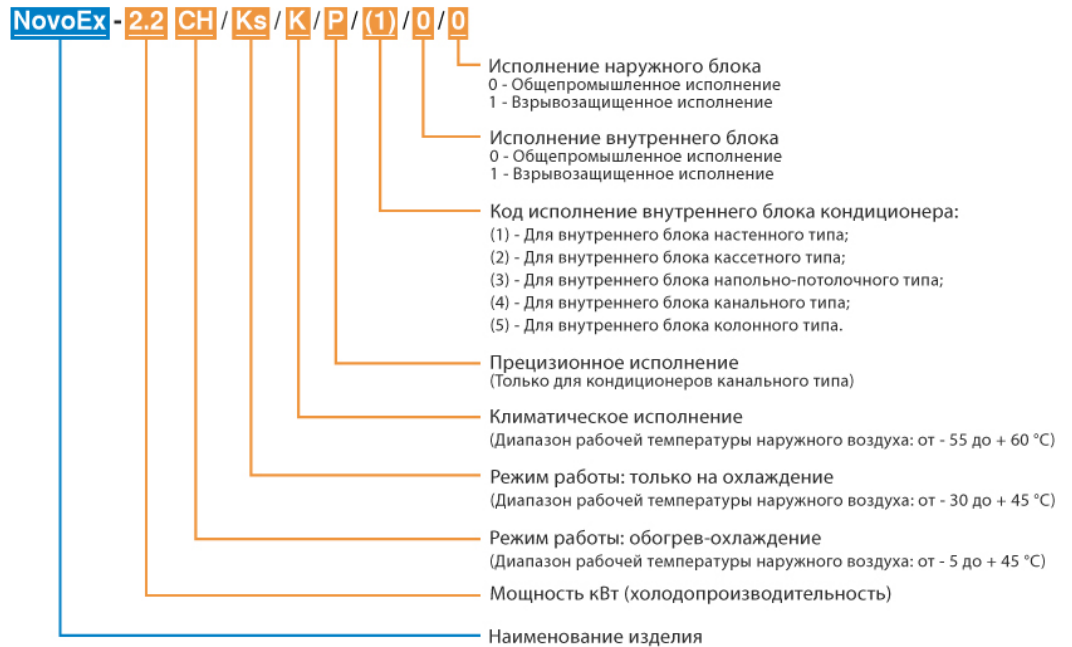 NovoEx - 2.2 CH / Ks / K / P / (1) / 0 / 0
Исполнение наружного блока
0 - Общепромышленное исполнение
1 - Взрывозащищенное исполнение
Исполнение внутреннего блока
0 - Общепромышленное исполнение
1 - Взрывозащищенное исполнение
Код исполнение внутреннего блока кондиционера:
(1) - Для внутреннего блока настенного типа;
(2) - Для внутреннего блока кассетного типа;
(3) - Для внутреннего блока напольно-потолочного типа;
(4) - Для внутреннего блока канального типа;
(5) - Для внутреннего блока колонного типа.
Прецизионное исполнение
(Только для кондиционеров канального типа)
Климатическое исполнение
(Диапазон рабочей температуры наружного воздуха: от - 55 до + 60 °C)
Режим работы: только на охлаждение
(Диапазон рабочей температуры наружного воздуха: от - 30 до + 45 °C)
Режим работы: обогрев-охлаждение
(Диапазон рабочей температуры наружного воздуха: от - 5 до + 45 °C)
Мощность кВт (холодопроизводительность)
Наименование изделия